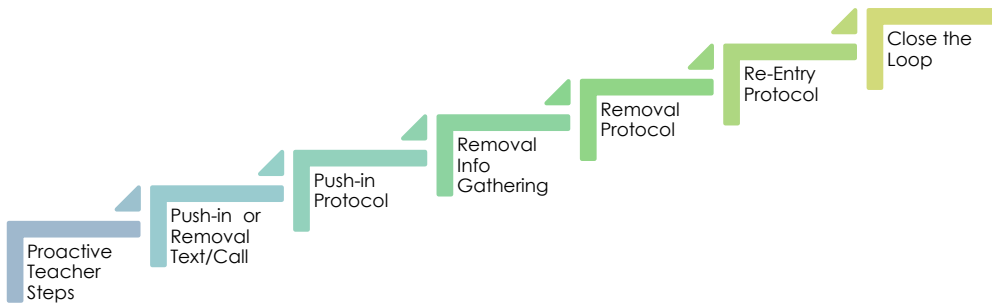 Proactive
Teacher
Steps
Push-in or
Removal
Text/Call
Push-in
Protocol
Removal
Info
Gathering
Removal
Protocol
Re-Entry
Protocol
Close the
Loop